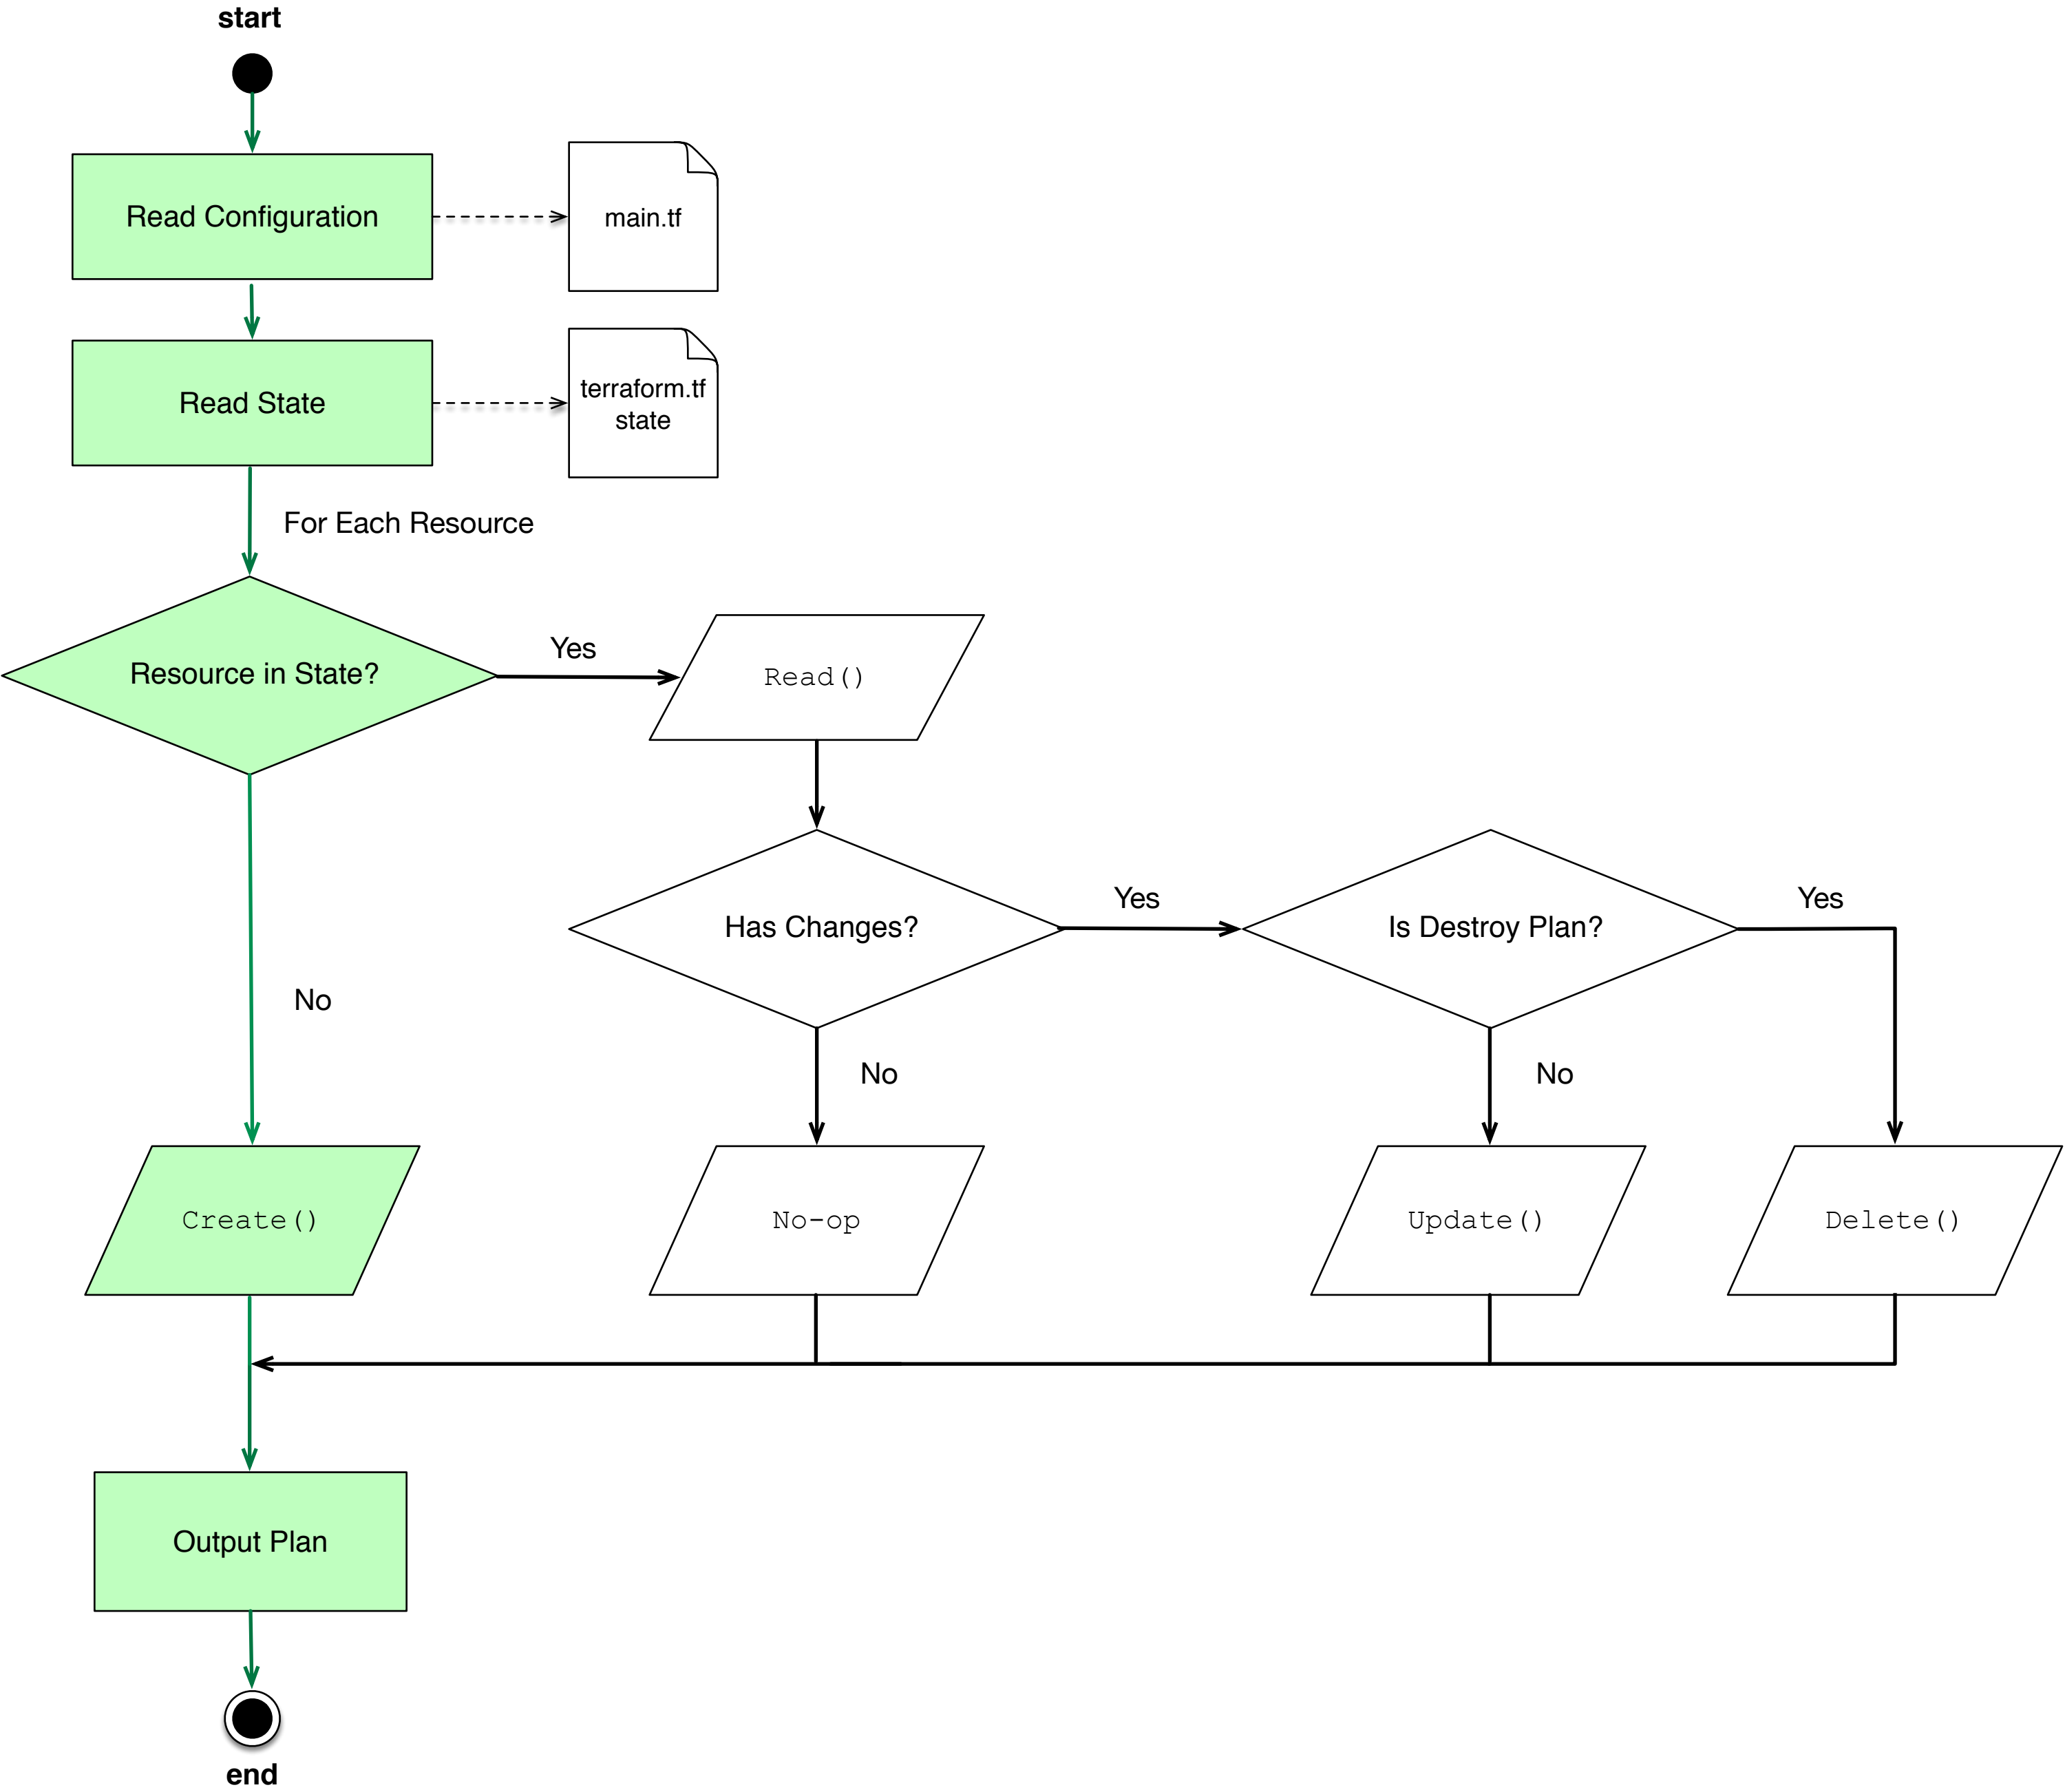 start
Read Configuration
main.tf
Read State
terraform.tf
state
For Each Resource
Resource in State?
Yes
Read()
Has Changes?
Yes
Is Destroy Plan?
Yes
No
No
No
Create()
No-op
Update()
Delete()
Output Plan
end